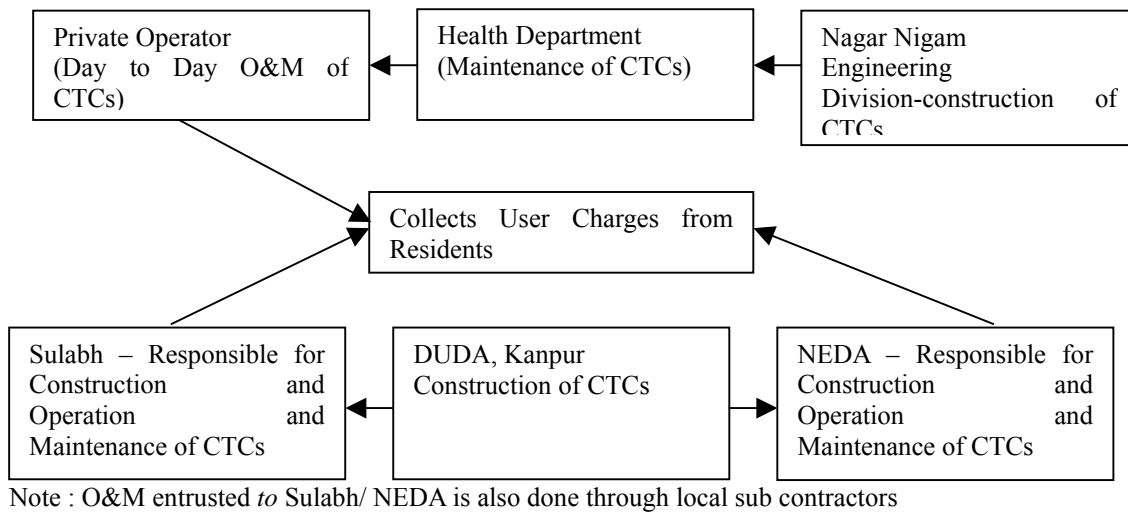 Private Operator
(Day to Day O&M of
CTCs)
Health Department
(Maintenance of CTCs)
Nagar Nigam
Engineering
Division-construction of
CTCs
Collects User Charges from
Residents
Sulabh – Responsible for
Construction and
Operation and
Maintenance of CTCs
DUDA, Kanpur
Construction of CTCs
NEDA – Responsible for
Construction and
Operation and
Maintenance of CTCs
Note : O&M entrusted to Sulabh/ NEDA is also done through local sub contractors